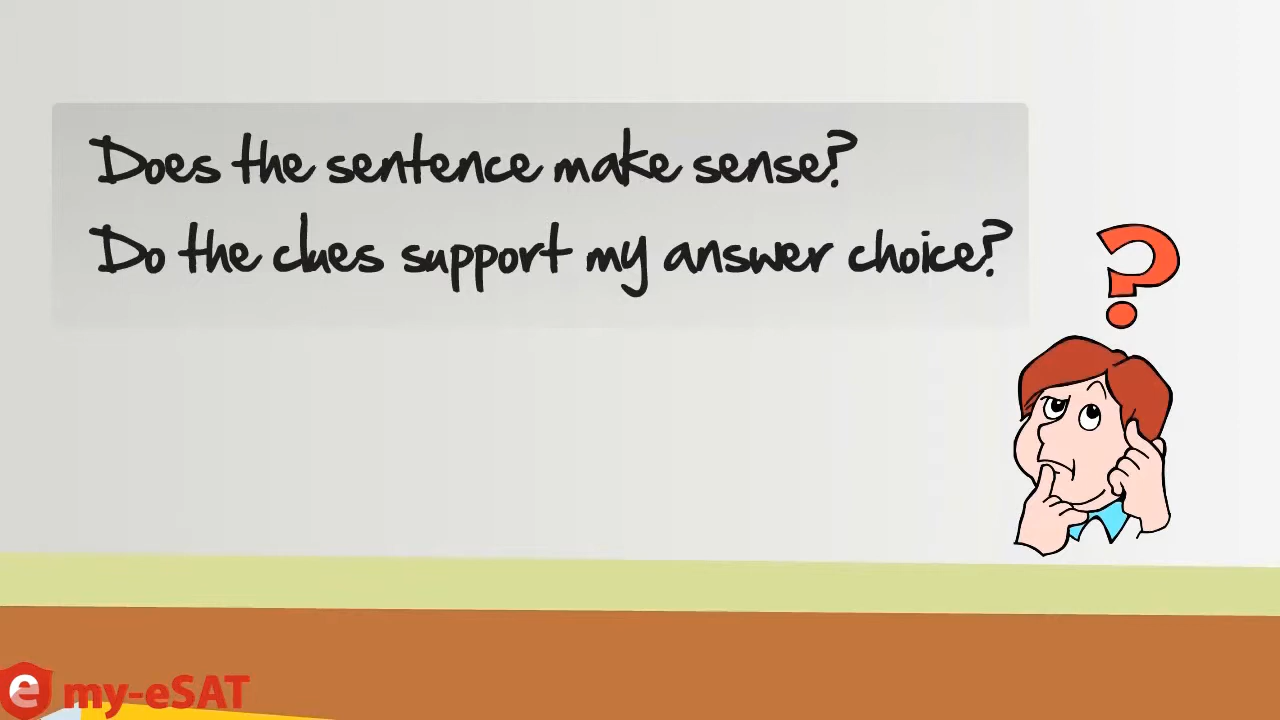 Does the sentence make sense?
Do the clues support my answer choice?
?
e my-eSAT